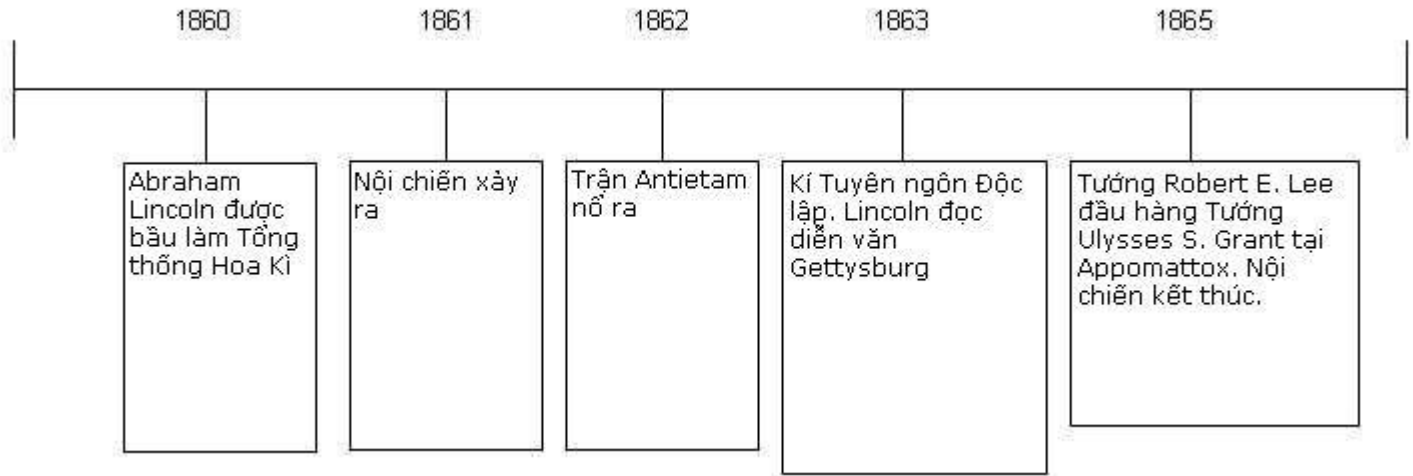 1860 1861 1862 1863 1865
Abraham
Lincoln được
bầu làm Tổng
thống Hoa Kì
Nội chiến xảy
ra
Trận Antietam
nổ ra
Kí Tuyên ngôn Độc
lập. Lincoln đọc
diễn văn
Gettysburg
Tướng Robert E. Lee
đầu hàng Tướng
Ulysses S. Grant tại
Appomattox. Nội
chiến kết thúc.